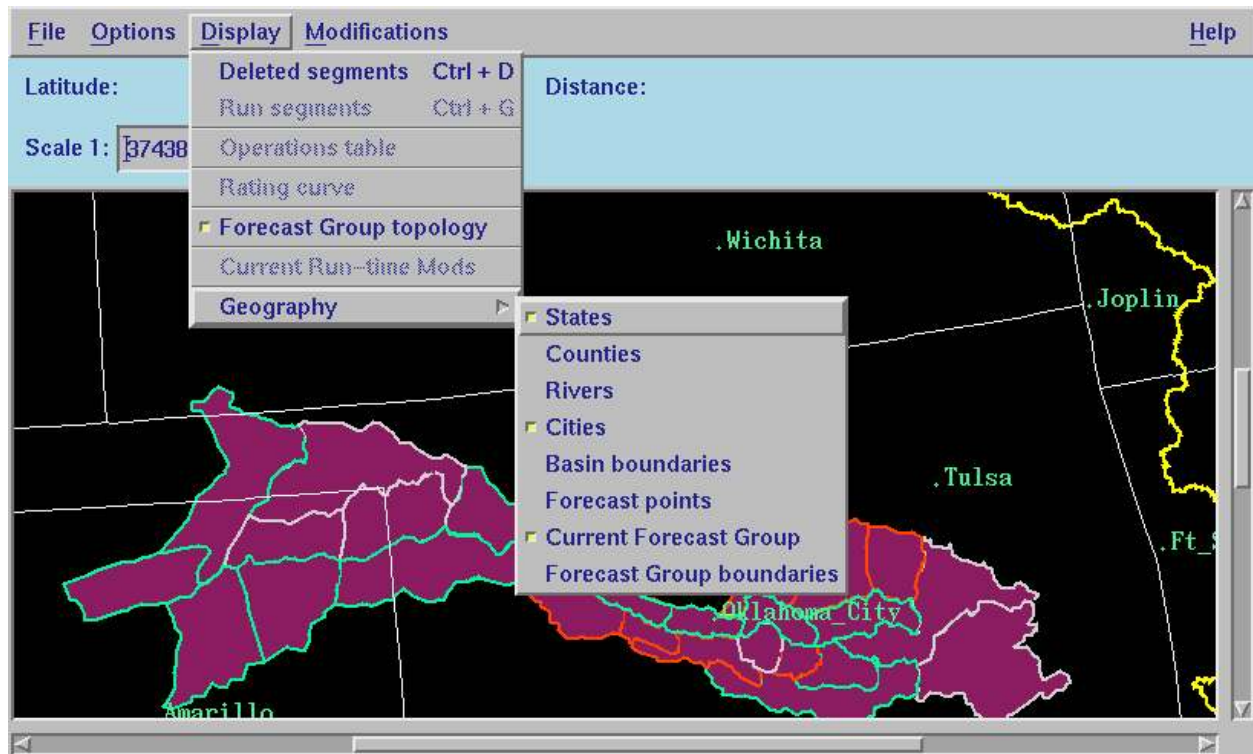 File Options Display Modifications Help
Deleted segments Ctrl + D
Latitude: Distance:
Run segments Ctrl + G
Scale 1: 37438 Operations table
Rating curve
Forecast Group topology
.Wichita
Current Run-time Mods
Geography
.Joplin
States
Counties
Rivers
Cities
Basin boundaries
.Tulsa
Forecast points
Current Forecast Group
.Ft_
Forecast Group boundaries
.Oklahoma_City
Amarillo